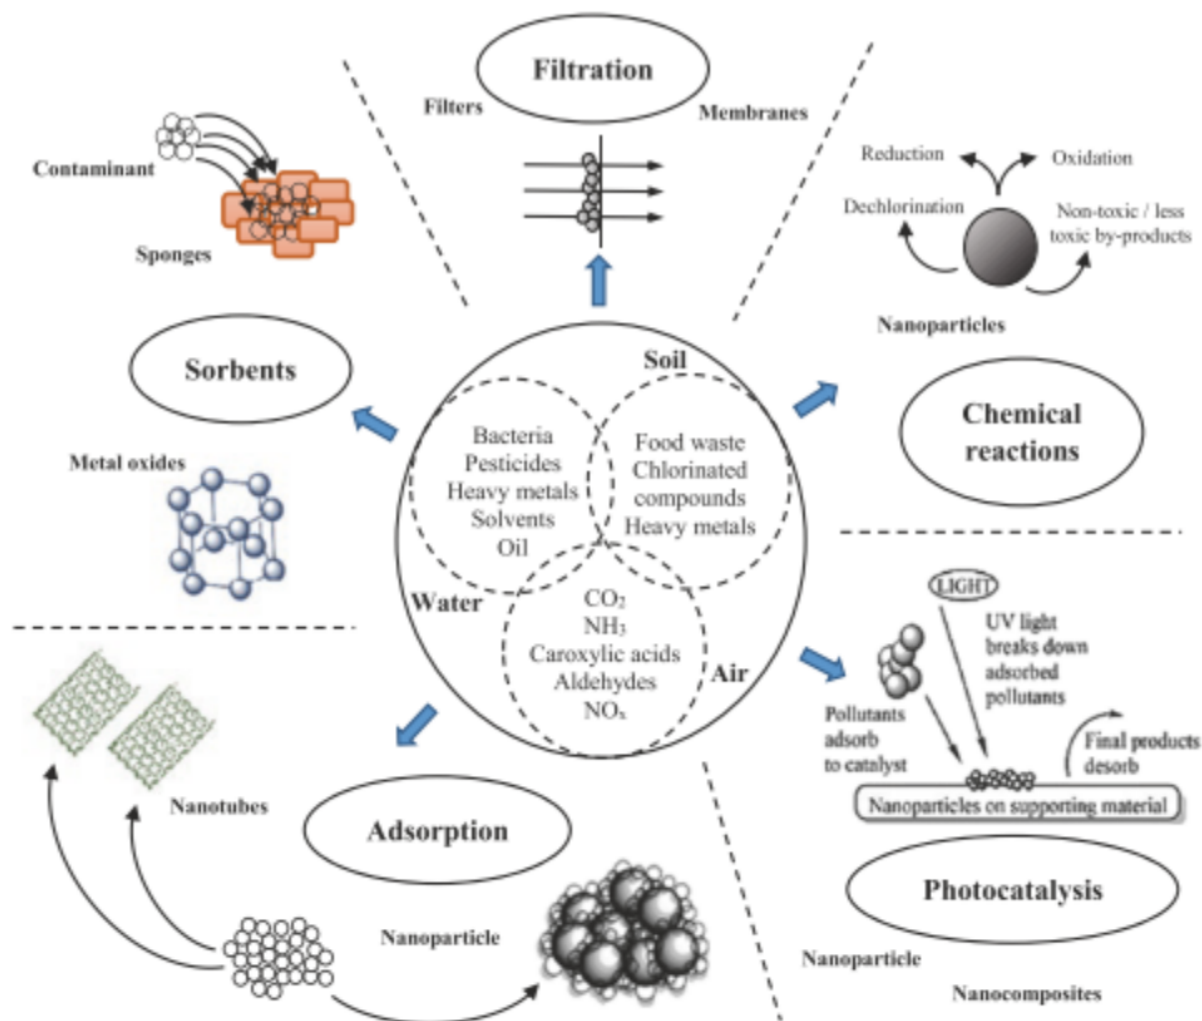 Filtration
Filters
Membranes
Contaminant
Sponges
Sorbents
Metal oxides
Reduction
Oxidation
Dechlorination
Non-toxic / less
toxic by-products
Nanoparticles
Chemical
reactions
Soil
Bacteria
Pesticides
Heavy metals
Solvents
Oil
Food waste
Chlorinated
compounds
Heavy metals
Water
CO₂
NH₃
Caroxylic acids
Aldehydes
NOₓ
Air
LIGHT
UV light
breaks down
adsorbed
pollutants
Pollutants
adsorb
to catalyst
Final products
desorb
Nanoparticles on supporting material
Photocatalysis
Nanoparticle
Nanocomposites
Nanotubes
Adsorption
Nanoparticle